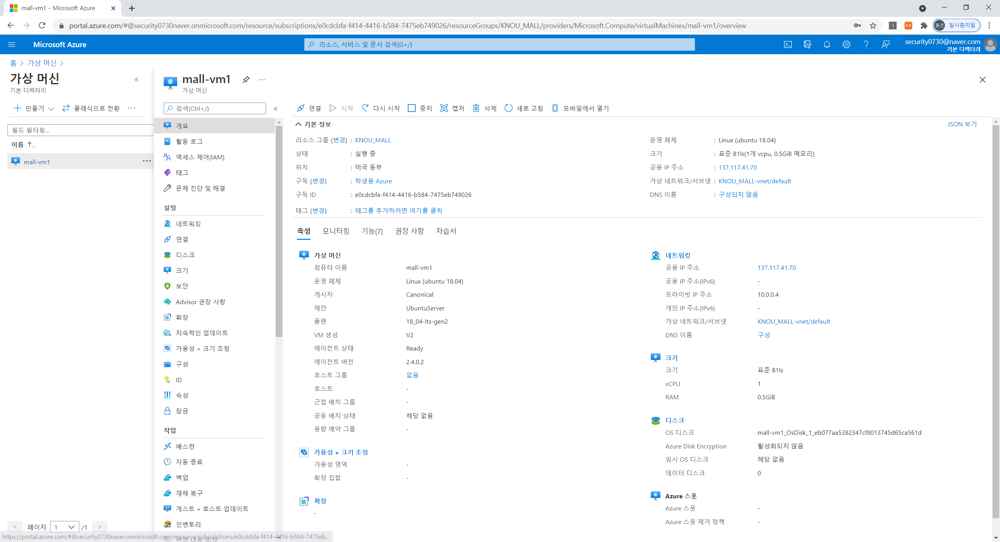 mall-vm1 - Microsoft Azure
portal.azure.com/#@security0730naver.onmicrosoft.com/resource/subscriptions/e0cdcbfa-f414-4416-b584-7475eb749026/resourceGroups/KNOU_MALL/providers/Microsoft.Compute/virtualMachines/mall-vm1/overview
EX
충건 일시중지됨
Microsoft Azure
리소스, 서비스 및 문서 검색(G+/)
security0730@naver.com
기본 디렉터리
홈 > 가상 머신 >
가상 머신
기본 디렉터리
만들기
클래식으로 전환
필드 필터링...
이름
mall-vm1
< 페이지 1 /1 >
mall-vm1
가상 머신
검색(Ctrl+/)
개요
활동 로그
액세스 제어(IAM)
태그
문제 진단 및 해결
설정
네트워킹
연결
디스크
크기
보안
Advisor 권장 사항
확장
지속적인 업데이트
가용성 + 크기 조정
구성
ID
속성
잠금
작업
베스천
자동 종료
백업
재해 복구
게스트 + 호스트 업데이트
인벤토리
변경 내용 추적
연결 시작 다시 시작 중지 캡처 삭제 새로 고침 모바일에서 열기
기본 정보
JSON 보기
리소스 그룹 (변경) : KNOU_MALL
상태 : 실행 중
위치 : 미국 동부
구독 (변경) : 학생용 Azure
구독 ID : e0cdcbfa-f414-4416-b584-7475eb749026
태그 (변경) : 태그를 추가하려면 여기를 클릭
운영 체제 : Linux (ubuntu 18.04)
크기 : 표준 B1ls(1개 vcpu, 0.5GiB 메모리)
공용 IP 주소 : 137.117.41.70
가상 네트워크/서브넷 : KNOU_MALL-vnet/default
DNS 이름 : 구성되지 않음
속성 모니터링 기능(7) 권장 사항 자습서
가상 머신
컴퓨터 이름 mall-vm1
운영 체제 Linux (ubuntu 18.04)
게시자 Canonical
제안 UbuntuServer
플랜 18_04-lts-gen2
VM 생성 V2
에이전트 상태 Ready
에이전트 버전 2.4.0.2
호스트 그룹 없음
호스트 -
근접 배치 그룹 -
공동 배치 상태 해당 없음
용량 예약 그룹 -
가용성 + 크기 조정
가용성 영역 -
확장 집합 -
확장
-
네트워킹
공용 IP 주소 137.117.41.70
공용 IP 주소(IPv6) -
프라이빗 IP 주소 10.0.0.4
개인 IP 주소(IPv6) -
가상 네트워크/서브넷 KNOU_MALL-vnet/default
DNS 이름 구성
크기
크기 표준 B1ls
vCPU 1
RAM 0.5GiB
디스크
OS 디스크 mall-vm1_OsDisk_1_eb077aa5382347cf8013745d65ca561d
Azure Disk Encryption 활성화되지 않음
임시 OS 디스크 해당 없음
데이터 디스크 0
Azure 스폿
Azure 스폿 -
Azure 스폿 제거 정책 -
https://portal.azure.com/#@security0730naver.onmicrosoft.com/resource/subscriptions/e0cdcbfa-f414-4416-b584-7475eb...